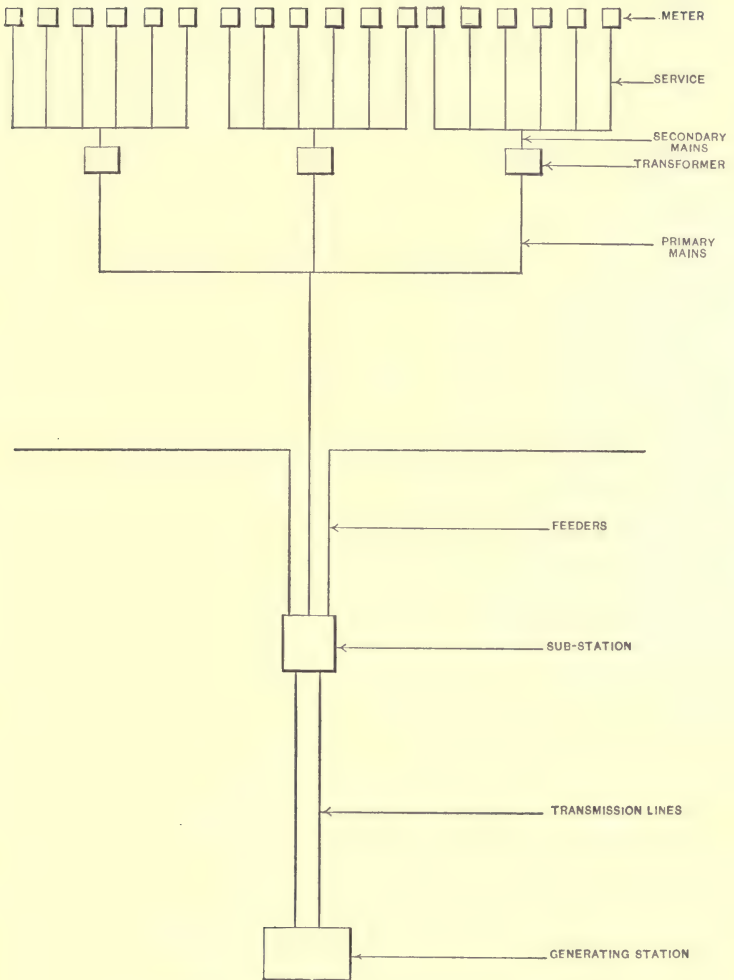 METER
SERVICE
SECONDARY
MAINS
TRANSFORMER
PRIMARY
MAINS
FEEDERS
SUB-STATION
TRANSMISSION LINES
GENERATING STATION